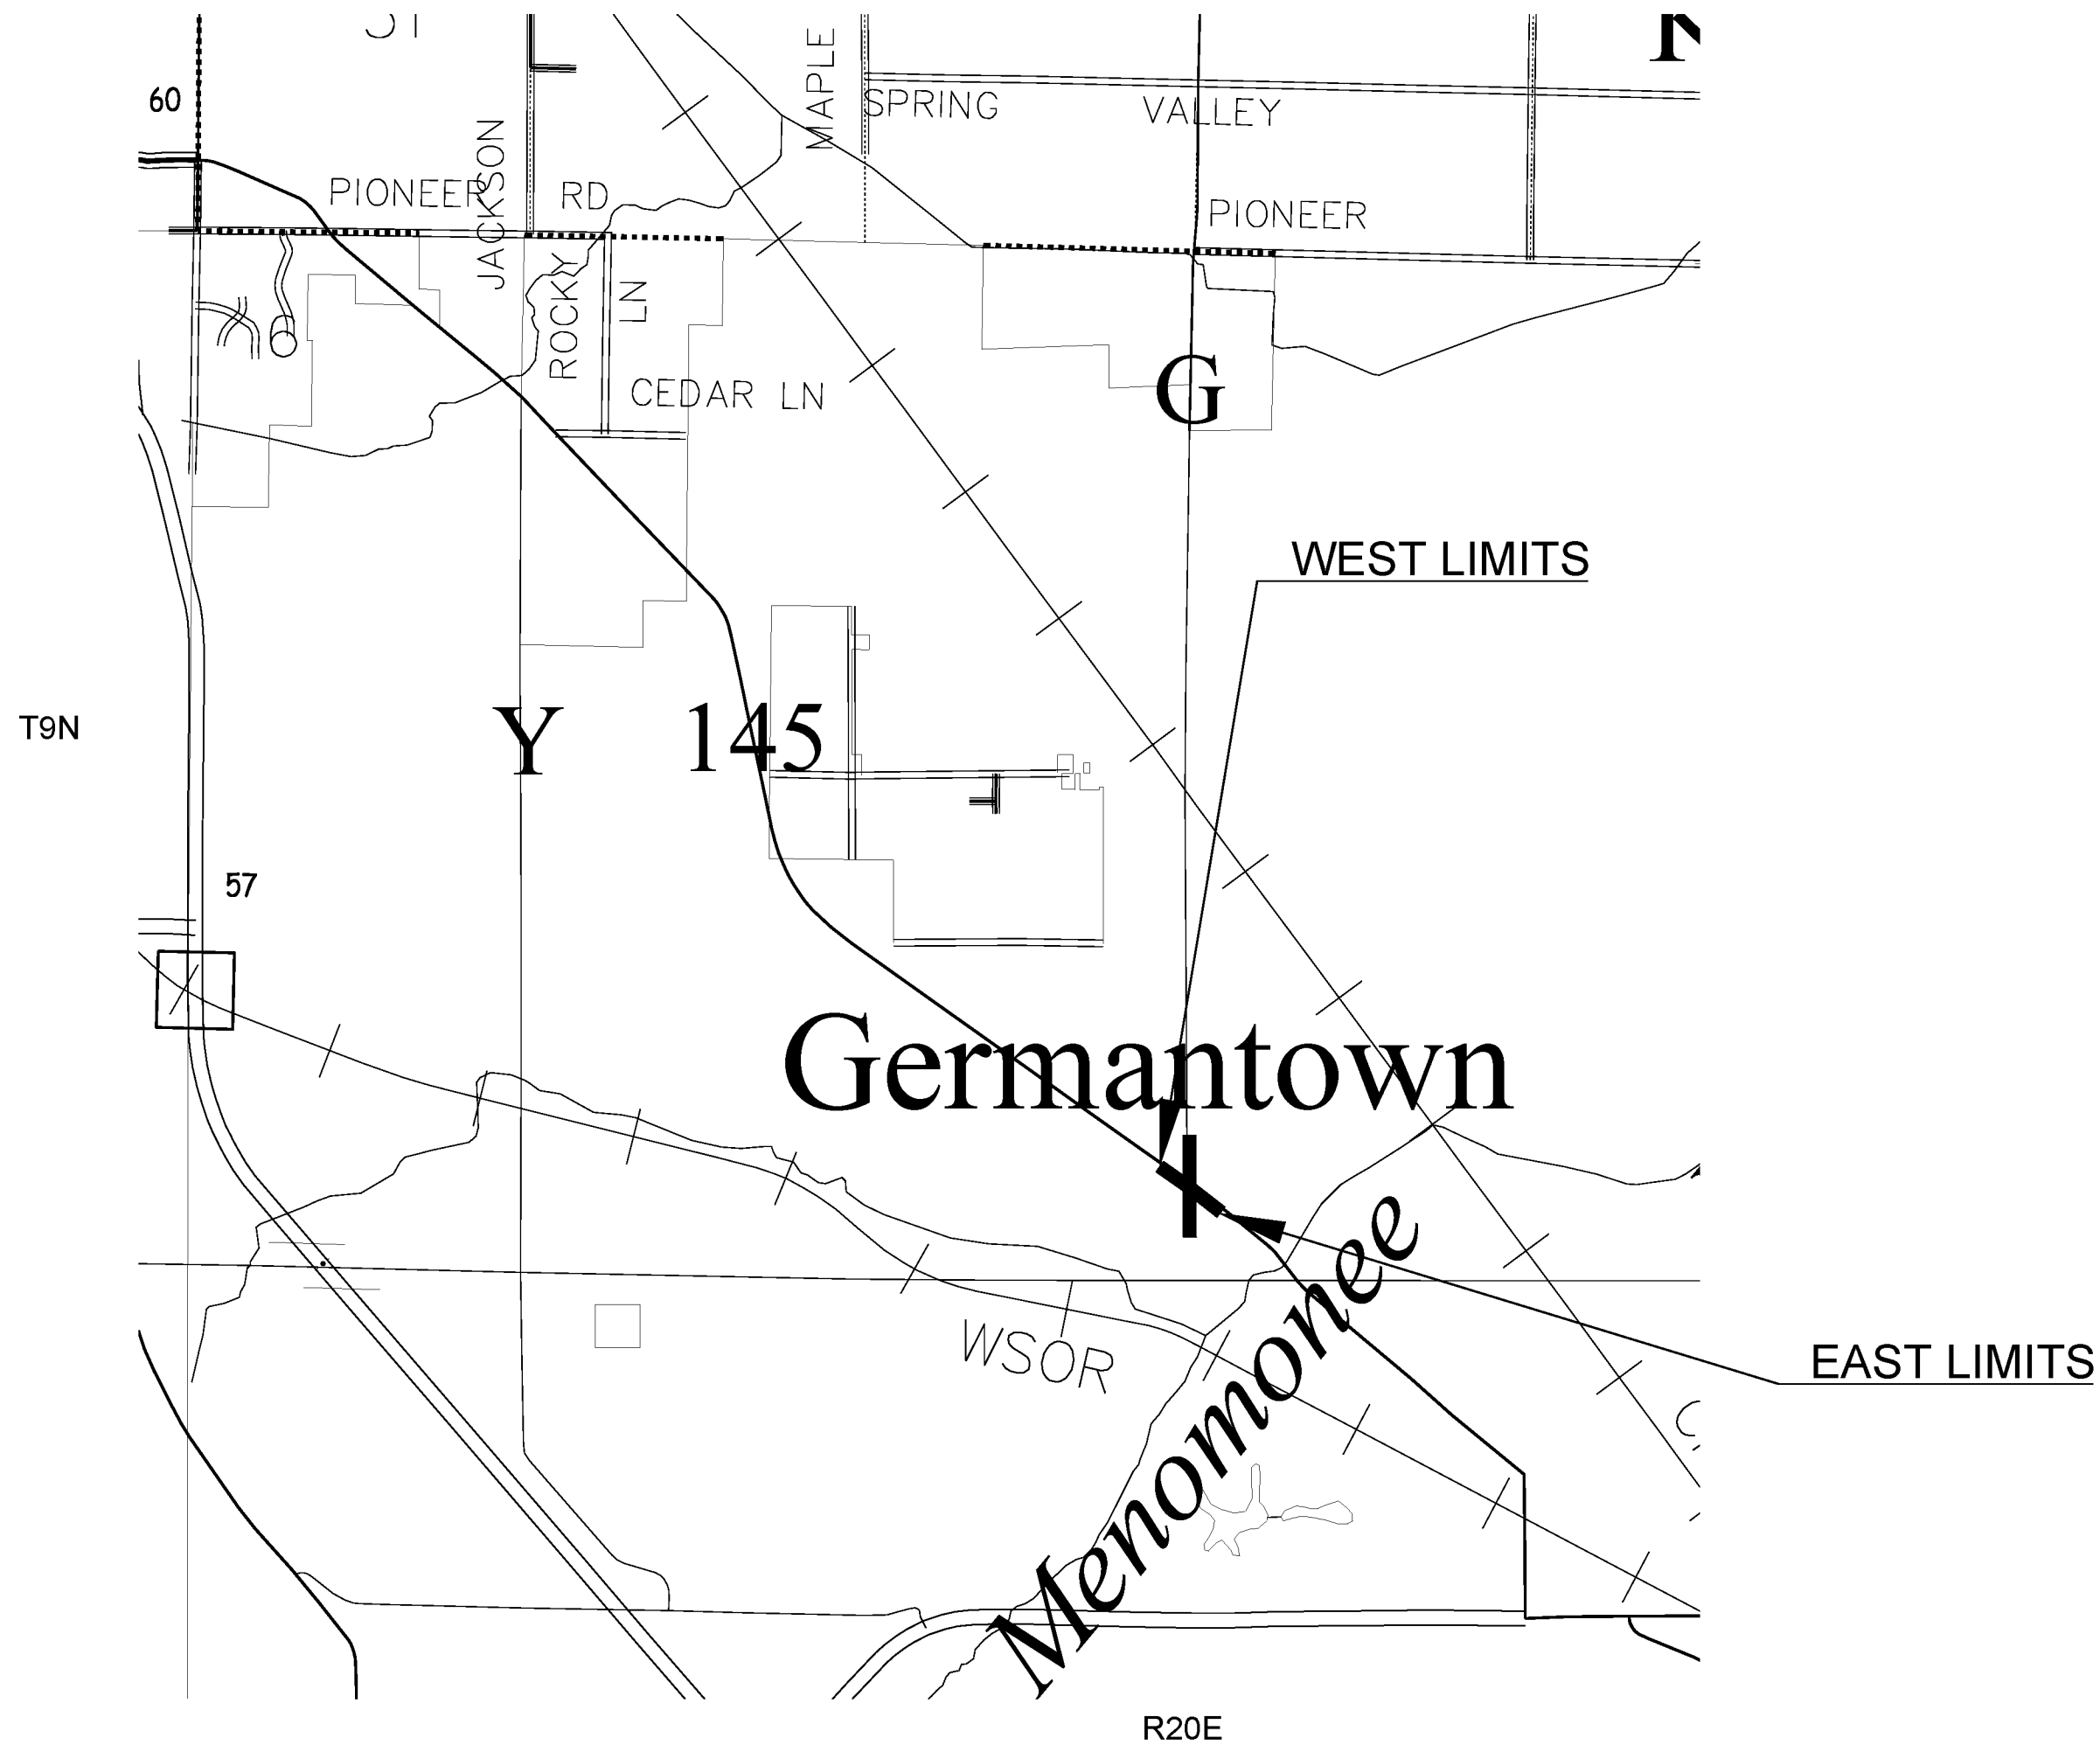 60
MAPLE
SPRING VALLEY
JACKSON
PIONEER RD
PIONEER
ROCKY LN
CEDAR LN
G
WEST LIMITS
T9N
Y
145
57
Germantown
Menomonee
WSOR
EAST LIMITS
R20E